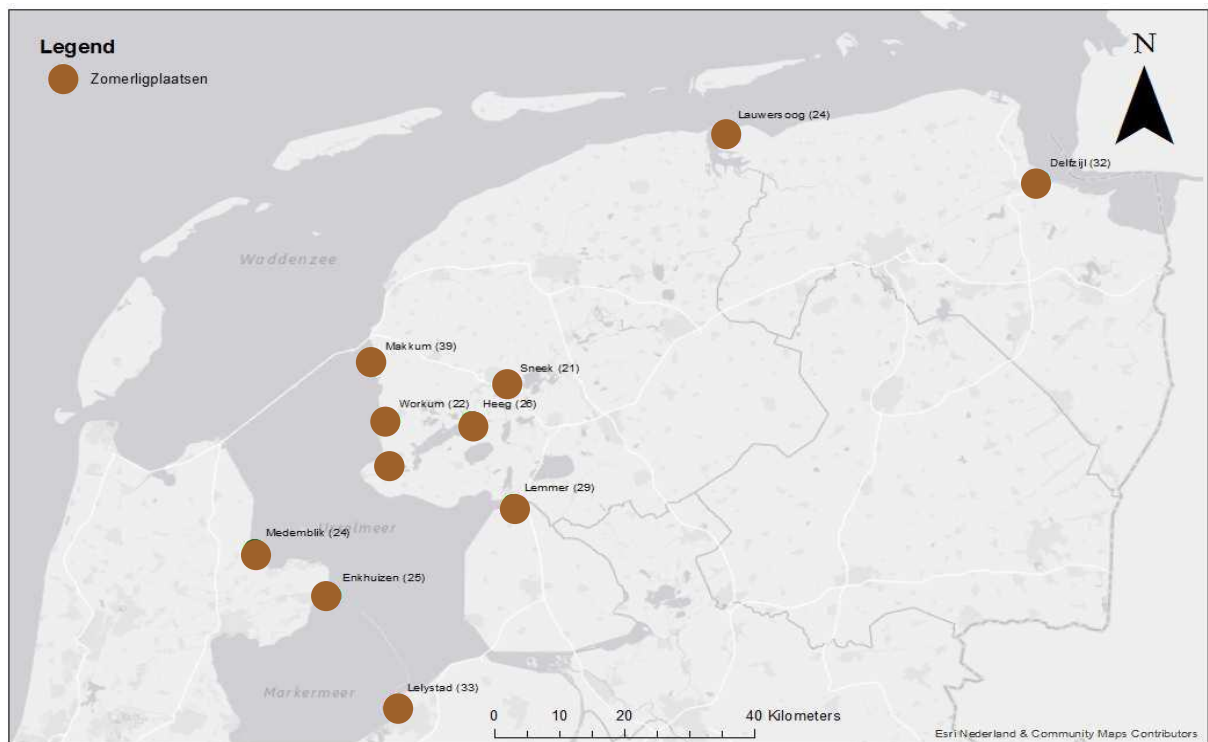 Legend
Zomerligplaatsen
N
Lauwersoog (24)
Delfzijl (32)
Waddenzee
Makkum (39)
Sneek (21)
Workum (22)
Heeg (26)
Lemmer (29)
IJsselmeer
Medemblik (24)
Enkhuizen (25)
Lelystad (33)
Markermeer
0 10 20 40 Kilometers
Esri Nederland & Community Maps Contributors